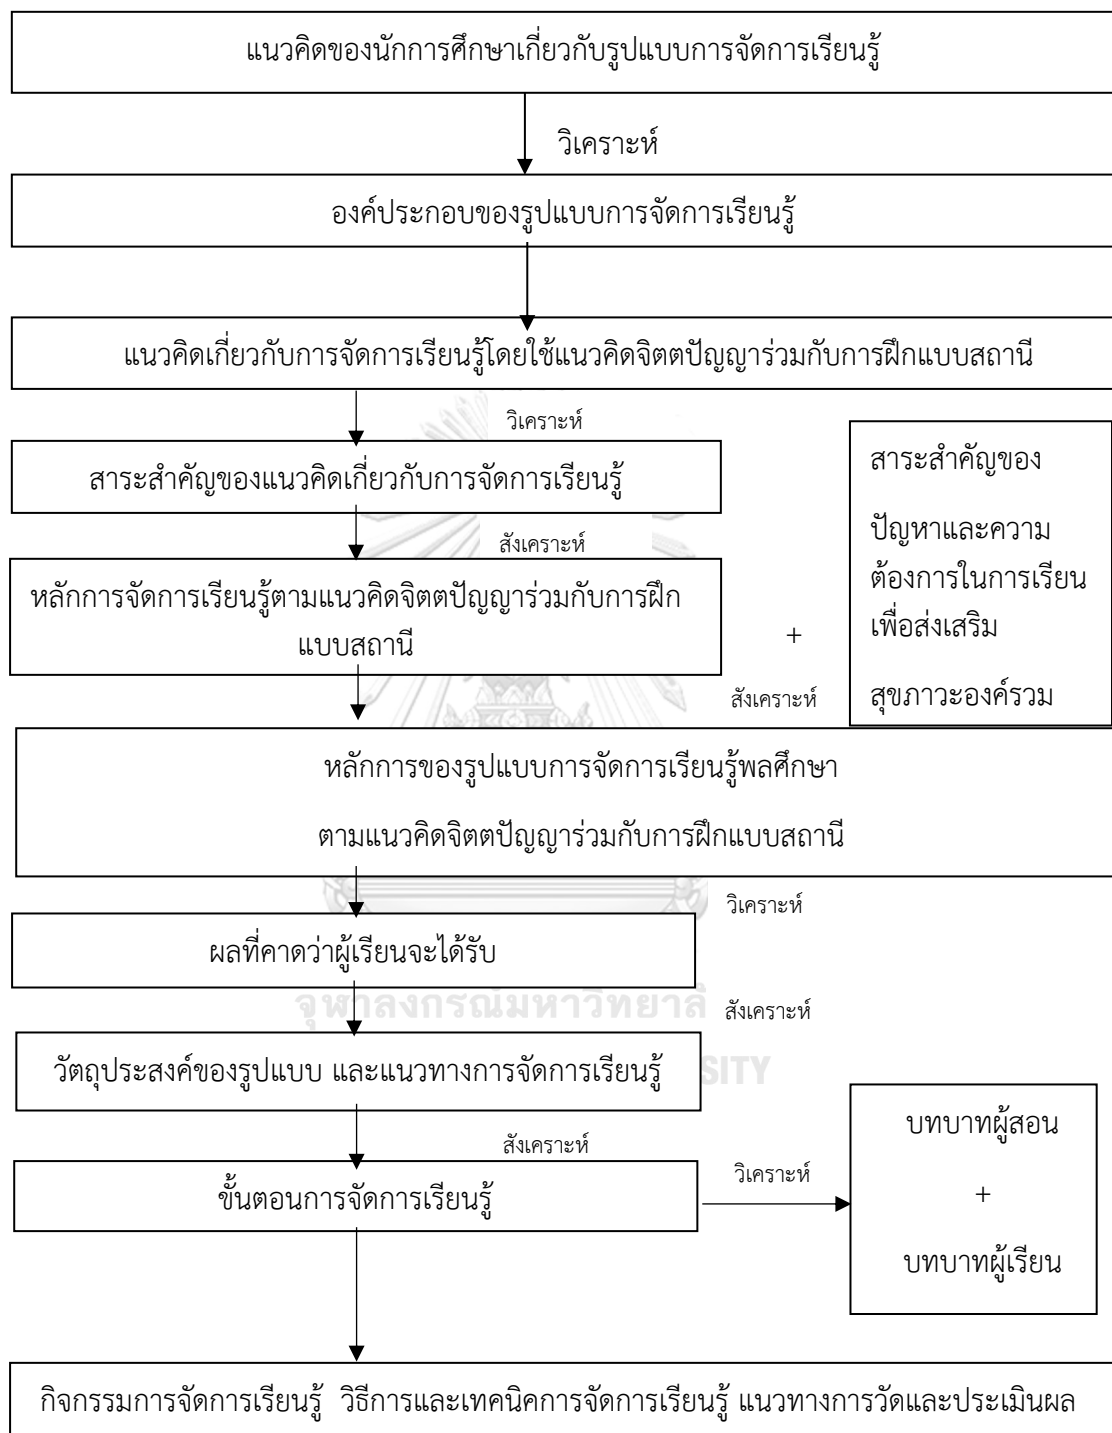 แนวคิดของนักการศึกษาเกี่ยวกับรูปแบบการจัดการเรียนรู้
วิเคราะห์
องค์ประกอบของรูปแบบการจัดการเรียนรู้
แนวคิดเกี่ยวกับการจัดการเรียนรู้โดยใช้แนวคิดจิตตปัญญาร่วมกับการฝึกแบบสถานี
วิเคราะห์
สาระสำคัญของแนวคิดเกี่ยวกับการจัดการเรียนรู้
สังเคราะห์
หลักการจัดการเรียนรู้ตามแนวคิดจิตตปัญญาร่วมกับการฝึก
แบบสถานี
+
สาระสำคัญของ
ปัญหาและความ
ต้องการในการเรียน
เพื่อส่งเสริม
สุขภาวะองค์รวม
สังเคราะห์
หลักการของรูปแบบการจัดการเรียนรู้พลศึกษา
ตามแนวคิดจิตตปัญญาร่วมกับการฝึกแบบสถานี
วิเคราะห์
ผลที่คาดว่าผู้เรียนจะได้รับ
จุฬาลงกรณ์มหาวิทยาลั
สังเคราะห์
วัตถุประสงค์ของรูปแบบ และแนวทางการจัดการเรียนรู้
SITY
สังเคราะห์
ขั้นตอนการจัดการเรียนรู้
วิเคราะห์
บทบาทผู้สอน
+
บทบาทผู้เรียน
กิจกรรมการจัดการเรียนรู้ วิธีการและเทคนิคการจัดการเรียนรู้ แนวทางการวัดและประเมินผล